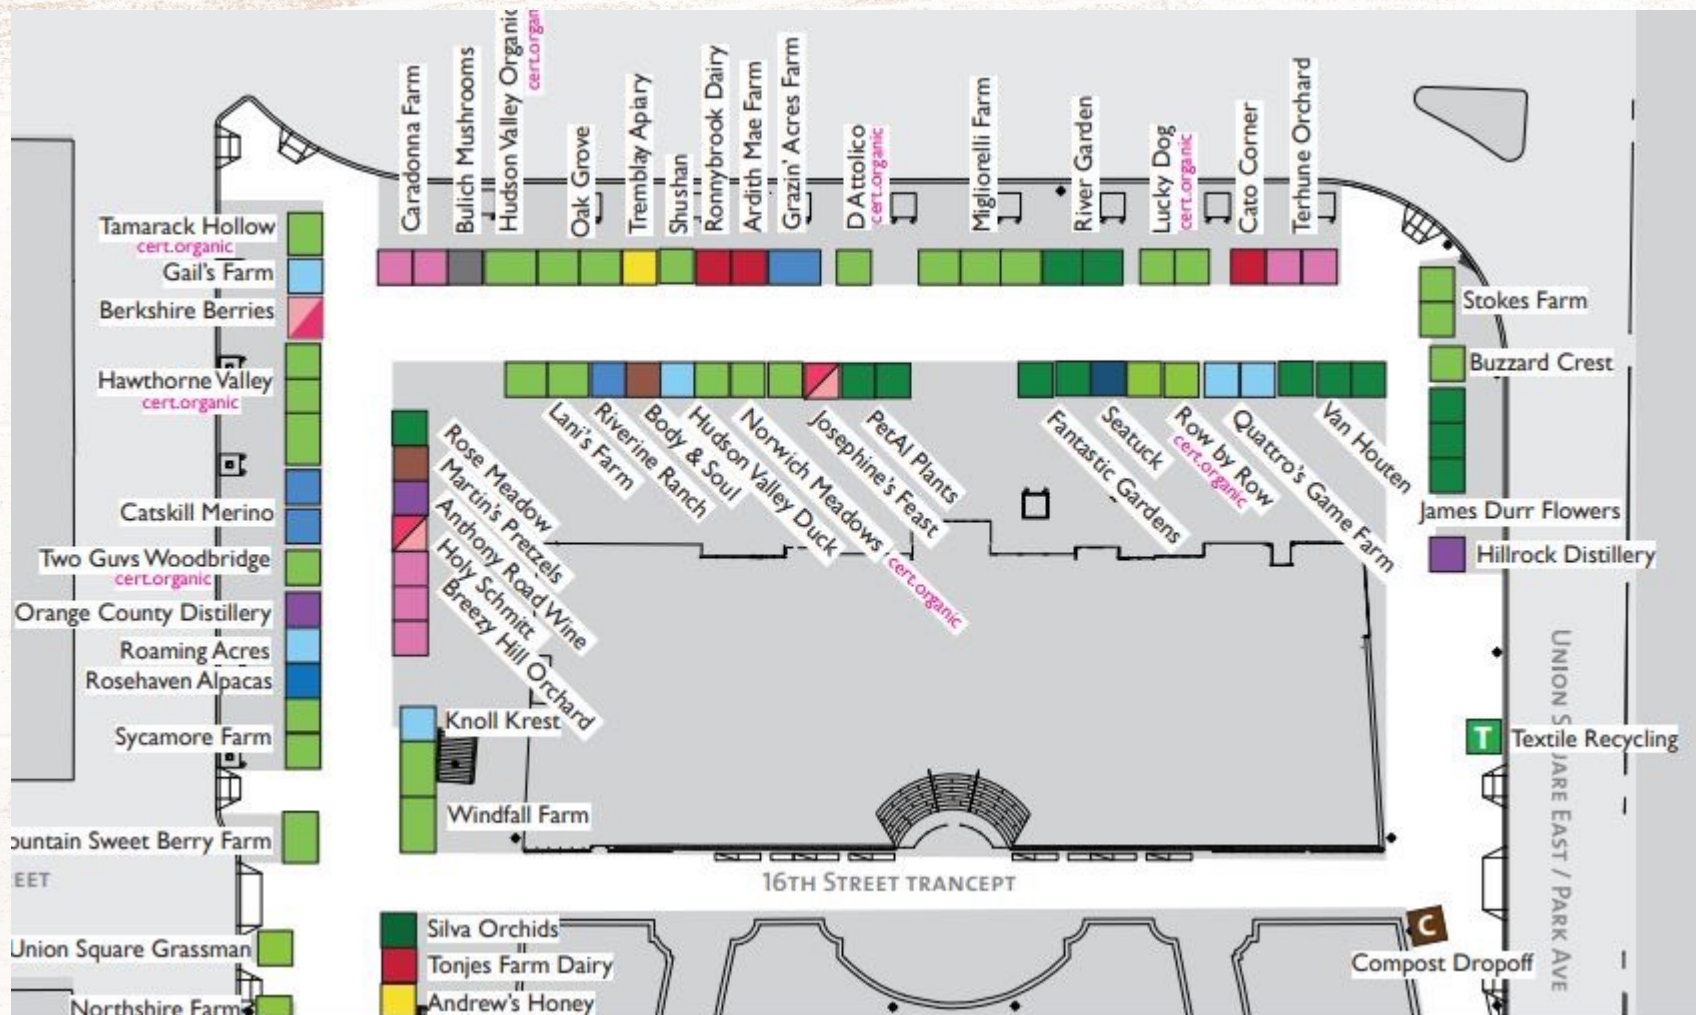 Caradonna Farm
Bulich Mushrooms
Hudson Valley Organic
cert.organ
Oak Grove
Tremblay Apiary
Shushan
Ronnybrook Dairy
Ardith Mae Farm
Grazin' Acres Farm
D Attolico
cert.organic
Migliorelli Farm
River Garden
Lucky Dog
cert.organic
Cato Corner
Terhune Orchard
Tamarack Hollow
cert.organic
Gail's Farm
Berkshire Berries
Hawthorne Valley
cert.organic
Catskill Merino
Two Guvs Woodbridge
cert.organic
Orange County Distillery
Roaming Acres
Rosehaven Alpacas
Sycamore Farm
ountain Sweet Berry Farm
EET
Union Square Grassman
Northshire Farm
Lani's Farm
Riverine Ranch
Body & Soul
Hudson Valley Duck
Norwich Meadows
cert.organic
Josephine's Feast
PetAl Plants
Fantastic Gardens
Seatuck
Row by Row
cert.organic
Quattro's Game Farm
Van Houten
Rose Meadow
Martin's Pretzels
Anthony Road Wine
Holy Schmitt
Breezy Hill Orchard
Knoll Krest
Windfall Farm
Stokes Farm
Buzzard Crest
James Durr Flowers
Hillrock Distillery
T Textile Recycling
UNION SQUARE EAST / PARK AVE
16TH STREET TRANCEPT
Silva Orchids
Tonjes Farm Dairy
Andrew's Honey
C
Compost Dropoff